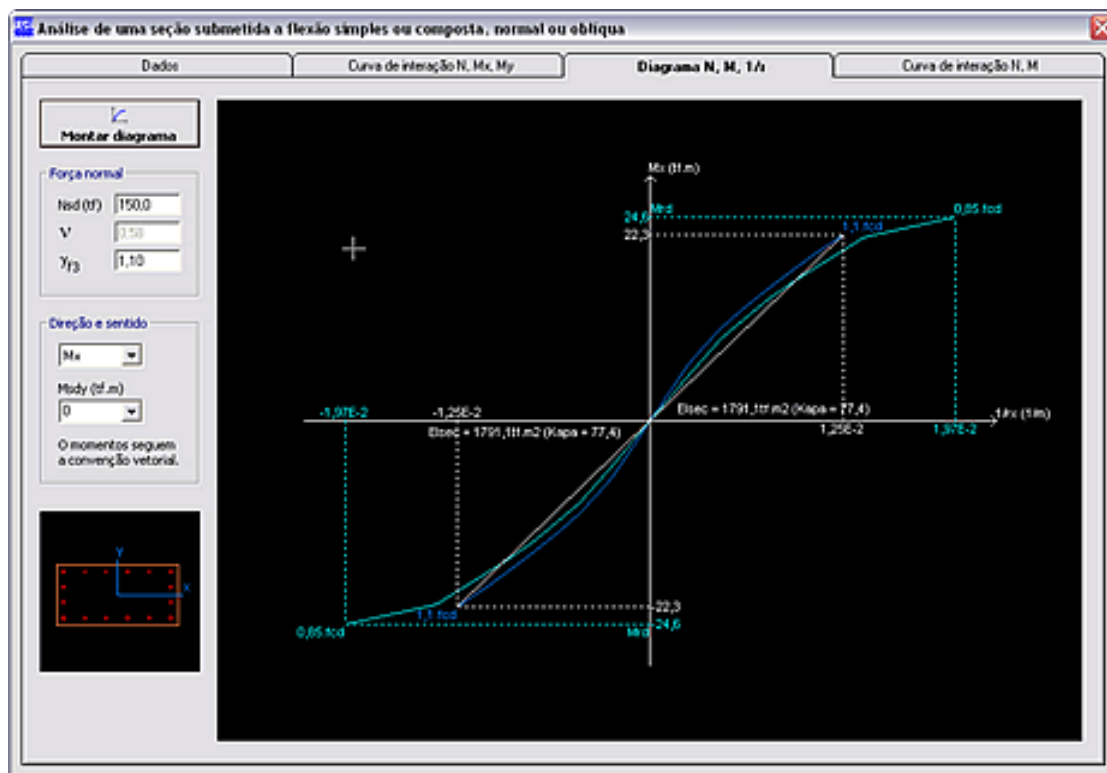 Análise de uma seção submetida a flexão simples ou composta, normal ou oblíqua
Dados
Curva de interação N, Mx, My
Diagrama N, M, 1/r
Curva de interação N, M
Montar diagrama
Força normal
Nsd (tf) 150,0
ν 0,58
γf3 1,10
Direção e sentido
Mx
Msdy (tf.m)
0
O momentos seguem
a convenção vetorial.
Y
X
Mx (tf.m)
24,6 Mrd 0,85.fcd
22,3 1,1.fcd
-1,97E-2 -1,25E-2
EIsec = 1791,1tf.m2 (Kapa = 77,4)
1/rx (1/m)
EIsec = 1791,1tf.m2 (Kapa = 77,4)
1,25E-2 1,97E-2
1,1.fcd -22,3
0,85.fcd Mrd -24,6